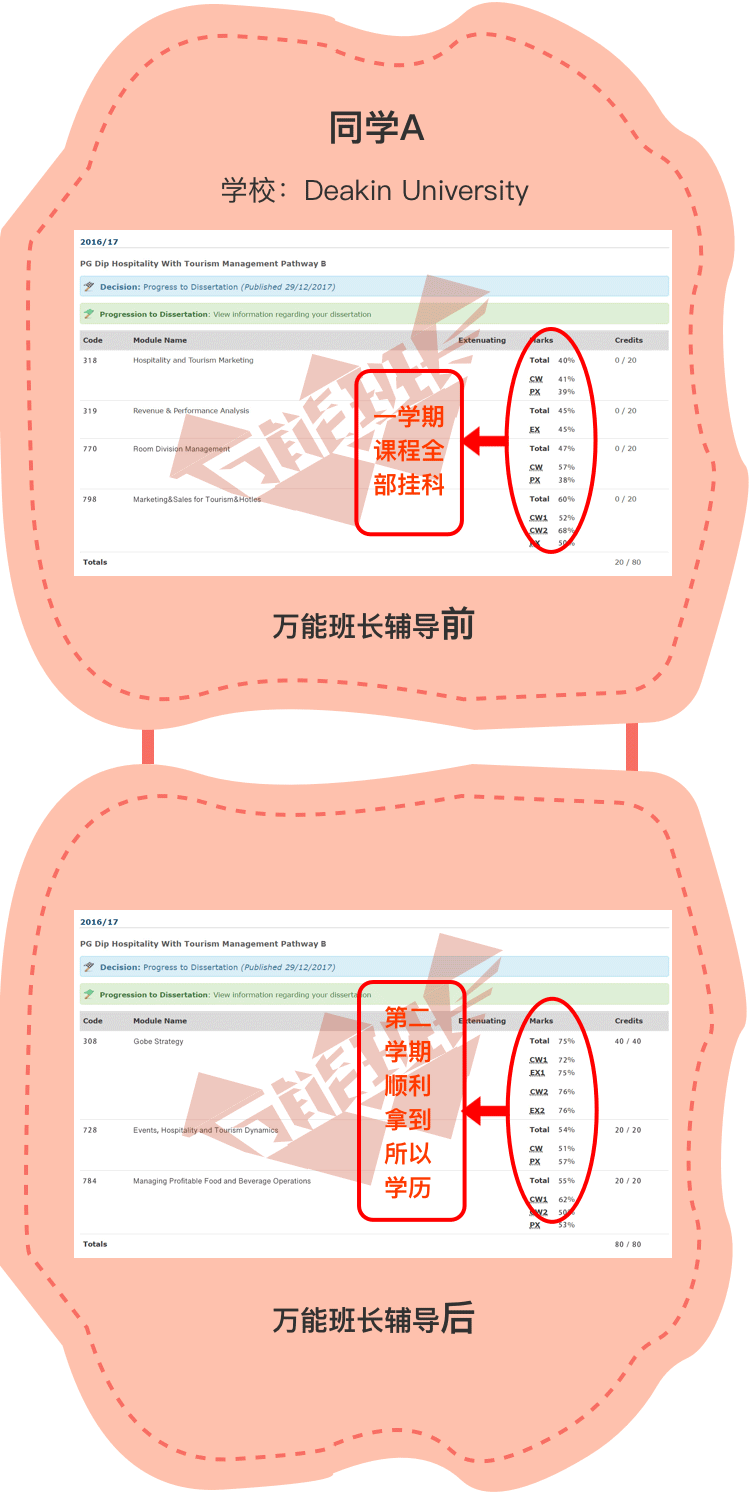 同学A
学校：Deakin University
2016/17
PG Dip Hospitality With Tourism Management Pathway B
Decision: Progress to Dissertation (Published 29/12/2017)
Progression to Dissertation: View information regarding your dissertation
Code Module Name Extenuating Marks Credits
318 Hospitality and Tourism Marketing Total 40% 0 / 20
CW 41%
PX 39%
319 Revenue & Performance Analysis Total 45% 0 / 20
EX 45%
770 Room Division Management Total 47% 0 / 20
CW 57%
PX 38%
798 Marketing&Sales for Tourism&Hotles Total 60% 0 / 20
CW1 52%
CW2 68%
PX 50%
Totals 20 / 80
一学期
课程全
部挂科
万能班长
万能班长辅导前
2016/17
PG Dip Hospitality With Tourism Management Pathway B
Decision: Progress to Dissertation (Published 29/12/2017)
Progression to Dissertation: View information regarding your dissertation
Code Module Name Extenuating Marks Credits
308 Gobe Strategy Total 75% 40 / 40
CW1 72%
EX1 75%
CW2 76%
EX2 76%
728 Events, Hospitality and Tourism Dynamics Total 54% 20 / 20
CW 51%
PX 57%
784 Managing Profitable Food and Beverage Operations Total 55% 20 / 20
CW1 62%
CW2 50%
PX 53%
Totals 80 / 80
第二
学期
顺利
拿到
所以
学历
万能班长
万能班长辅导后